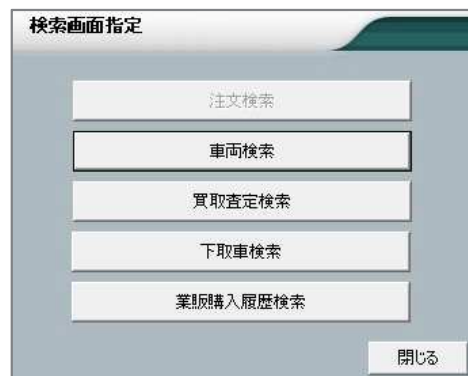 検索画面指定
注文検索
車両検索
買取査定検索
下取車検索
業販購入履歴検索
閉じる